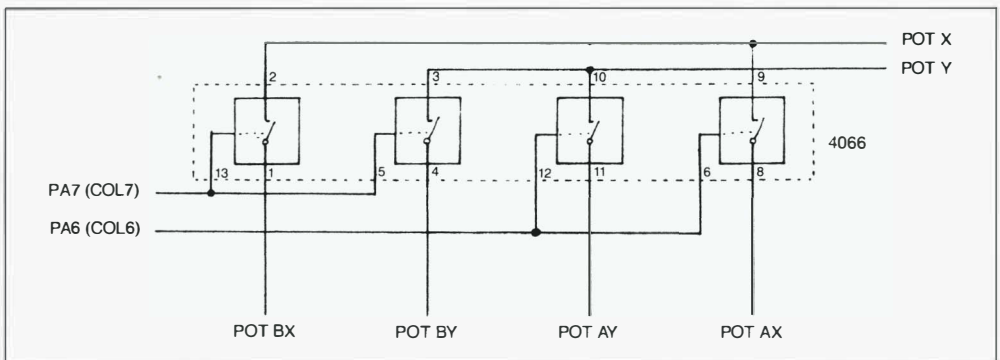 POT X
POT Y
2
3
10
9
4066
13
1
5
4
12
11
6
8
PA7 (COL7)
PA6 (COL6)
POT BX
POT BY
POT AY
POT AX